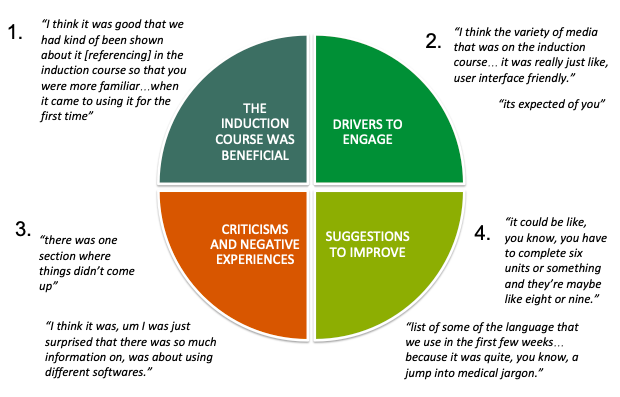 1.
“I think it was good that we
had kind of been shown
about it [referencing] in the
induction course so that you
were more familiar…when
it came to using it for the
first time”
THE
INDUCTION
COURSE WAS
BENEFICIAL
2.
“I think the variety of media
that was on the induction
course… it was really just like,
user interface friendly.”
“its expected of you”
DRIVERS TO
ENGAGE
3.
“there was one
section where
things didn’t come
up”
“I think it was, um I was just
surprised that there was so much
information on, was about using
different softwares.”
CRITICISMS
AND NEGATIVE
EXPERIENCES
4.
“it could be like,
you know, you have
to complete six
units or something
and they’re maybe
like eight or nine.”
“list of some of the language that
we use in the first few weeks…
because it was quite, you know, a
jump into medical jargon.”
SUGGESTIONS
TO IMPROVE